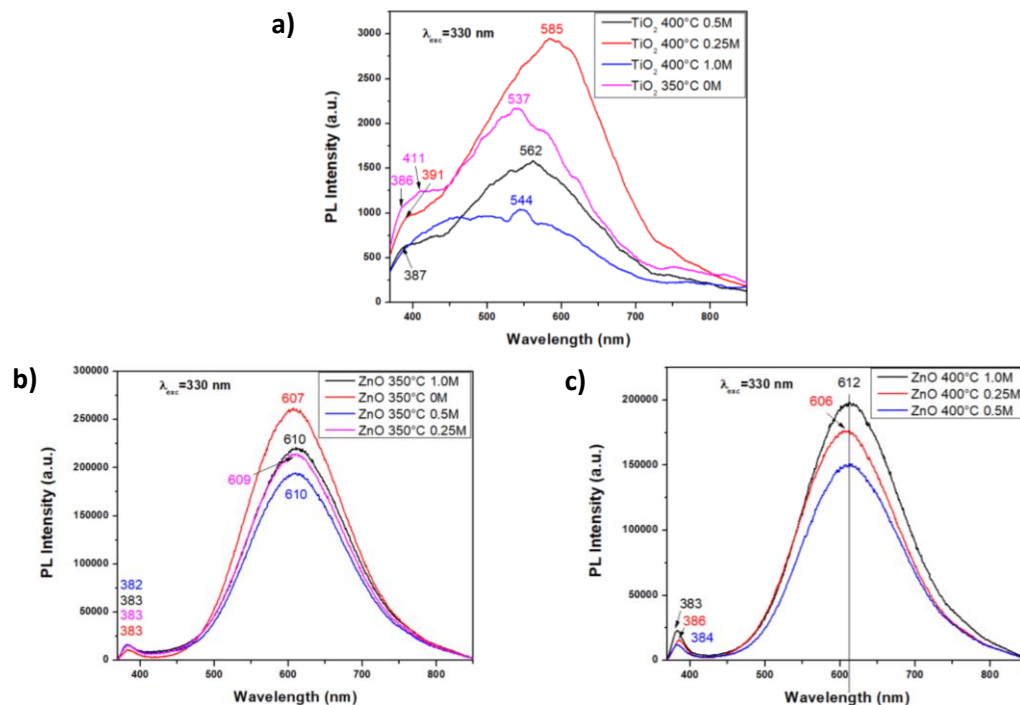 a)
λexc=330 nm
585
TiO2 400°C 0.5M
TiO2 400°C 0.25M
TiO2 400°C 1.0M
TiO2 350°C 0M
537
562
544
411
386
391
387
3000
2500
2000
1500
1000
500
0
PL Intensity (a.u.)
400 500 600 700 800
Wavelength (nm)
b)
λexc=330 nm
ZnO 350°C 1.0M
ZnO 350°C 0M
ZnO 350°C 0.5M
ZnO 350°C 0.25M
607
610
609
610
382
383
383
383
300000
250000
200000
150000
100000
50000
0
PL Intensity (a.u.)
400 500 600 700 800
Wavelength (nm)
c)
λexc=330 nm
612
606
ZnO 400°C 1.0M
ZnO 400°C 0.25M
ZnO 400°C 0.5M
383
386
384
200000
150000
100000
50000
0
PL Intensity (a.u.)
400 500 600 700 800
Wavelength (nm)